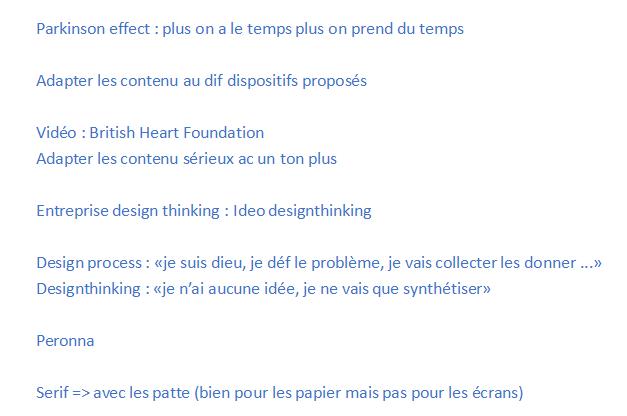 Parkinson effect : plus on a le temps plus on prend du temps
Adapter les contenu au dif dispositifs proposés
Vidéo : British Heart Foundation
Adapter les contenu sérieux ac un ton plus
Entreprise design thinking : Ideo designthinking
Design process : «je suis dieu, je déf le problème, je vais collecter les donner ...»
Designthinking : «je n’ai aucune idée, je ne vais que synthétiser»
Peronna
Serif => avec les patte (bien pour les papier mais pas pour les écrans)